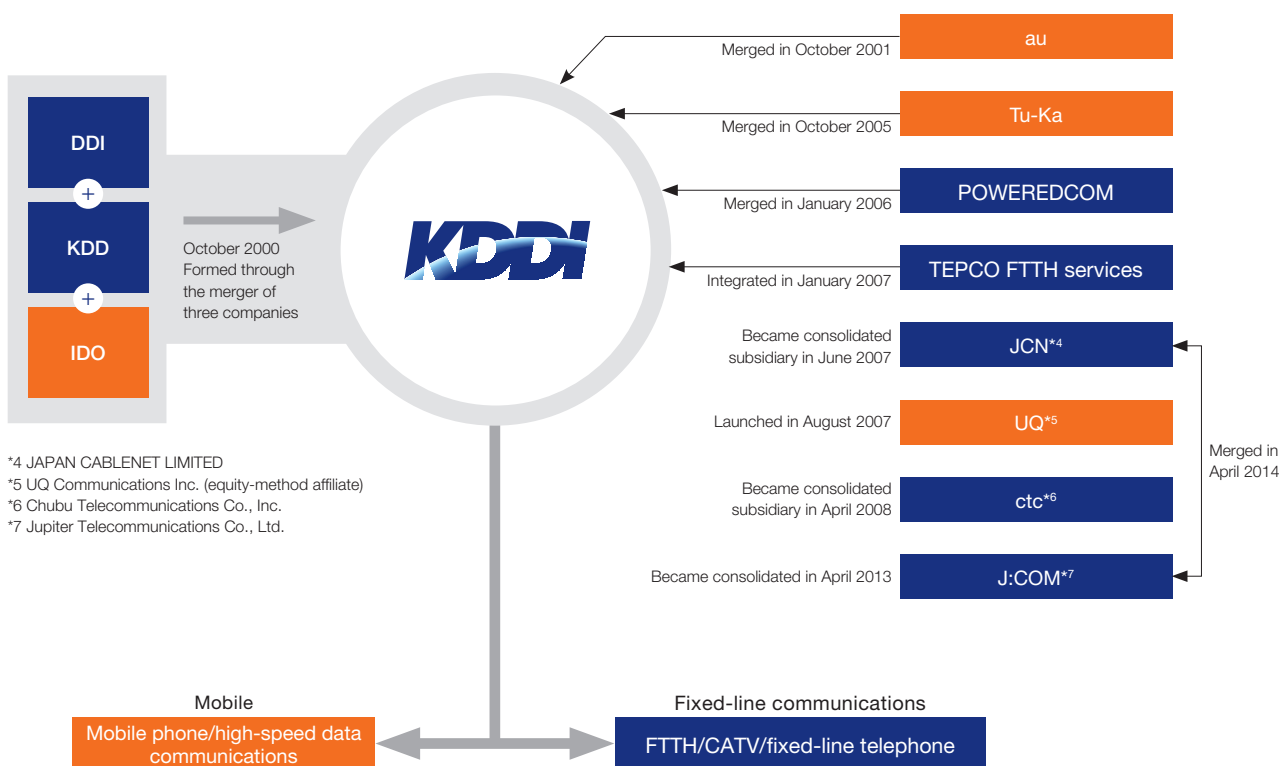 DDI
+
KDD
+
IDO
October 2000
Formed through
the merger of
three companies
KDDI
Merged in October 2001
au
Merged in October 2005
Tu-Ka
Merged in January 2006
POWEREDCOM
Integrated in January 2007
TEPCO FTTH services
Became consolidated
subsidiary in June 2007
JCN*4
Launched in August 2007
UQ*5
Became consolidated
subsidiary in April 2008
ctc*6
Became consolidated in April 2013
J:COM*7
Merged in
April 2014
*4 JAPAN CABLENET LIMITED
*5 UQ Communications Inc. (equity-method affiliate)
*6 Chubu Telecommunications Co., Inc.
*7 Jupiter Telecommunications Co., Ltd.
Mobile
Mobile phone/high-speed data
communications
Fixed-line communications
FTTH/CATV/fixed-line telephone